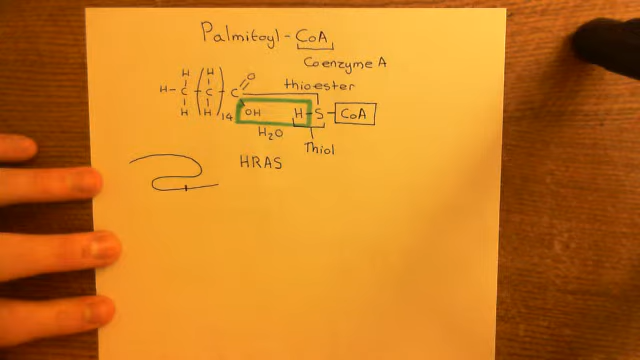 Palmitoyl - CoA
Coenzyme A
thioester
H H O
H - C - ( C ) - C
H H 14 OH H - S - CoA
H2O
Thiol
HRAS